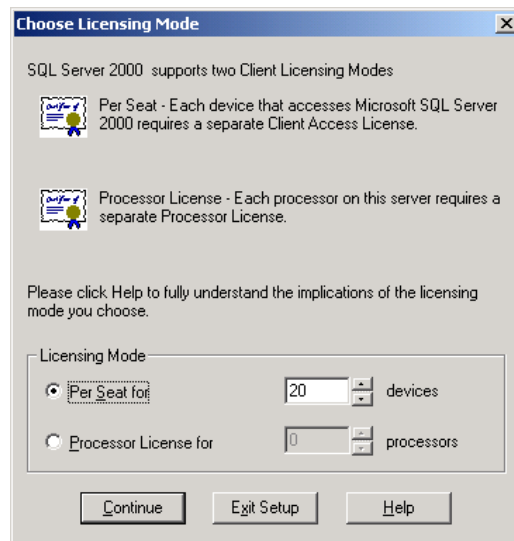 Choose Licensing Mode
SQL Server 2000 supports two Client Licensing Modes
Per Seat - Each device that accesses Microsoft SQL Server
2000 requires a separate Client Access License.
Processor License - Each processor on this server requires a
separate Processor License.
Please click Help to fully understand the implications of the licensing
mode you choose.
Licensing Mode
Per Seat for 20 devices
Processor License for 0 processors
Continue Exit Setup Help